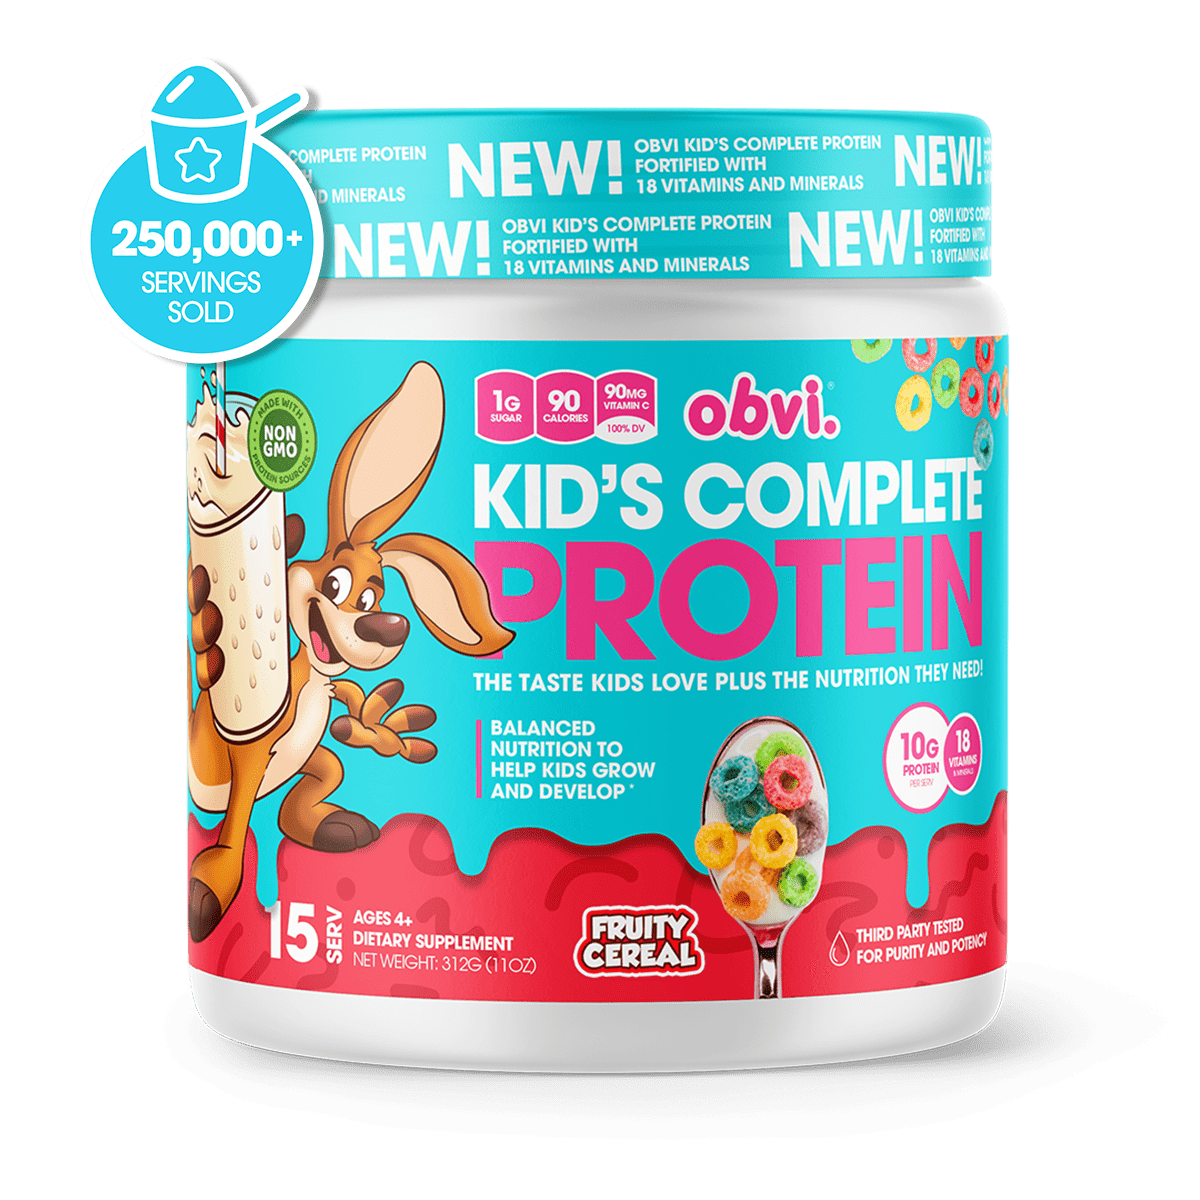 250,000+
SERVINGS
SOLD
COMPLETE PROTEIN
D MINERALS
NEW!
OBVI KID'S COMPLETE PROTEIN
FORTIFIED WITH
18 VITAMINS AND MINERALS
NEW!
NEW!
OBVI KID'S COMPLETE PROTEIN
FORTIFIED WITH
18 VITAMINS AND MINERALS
NEW!
OBVI KID'S COMPL
FORTIFIED WITH
18 VITAMINS
MADE WITH
NON
GMO
PROTEIN SOURCES
1G
SUGAR
90
CALORIES
90MG
VITAMIN C
100% DV
obvi.®
KID'S COMPLETE
PROTEIN
THE TASTE KIDS LOVE PLUS THE NUTRITION THEY NEED!
BALANCED
NUTRITION TO
HELP KIDS GROW
AND DEVELOP*
10G
PROTEIN
PER SERV
18
VITAMINS
& MINERALS
15
SERV
AGES 4+
DIETARY SUPPLEMENT
NET WEIGHT: 312G (11OZ)
FRUITY
CEREAL
THIRD PARTY TESTED
FOR PURITY AND POTENCY